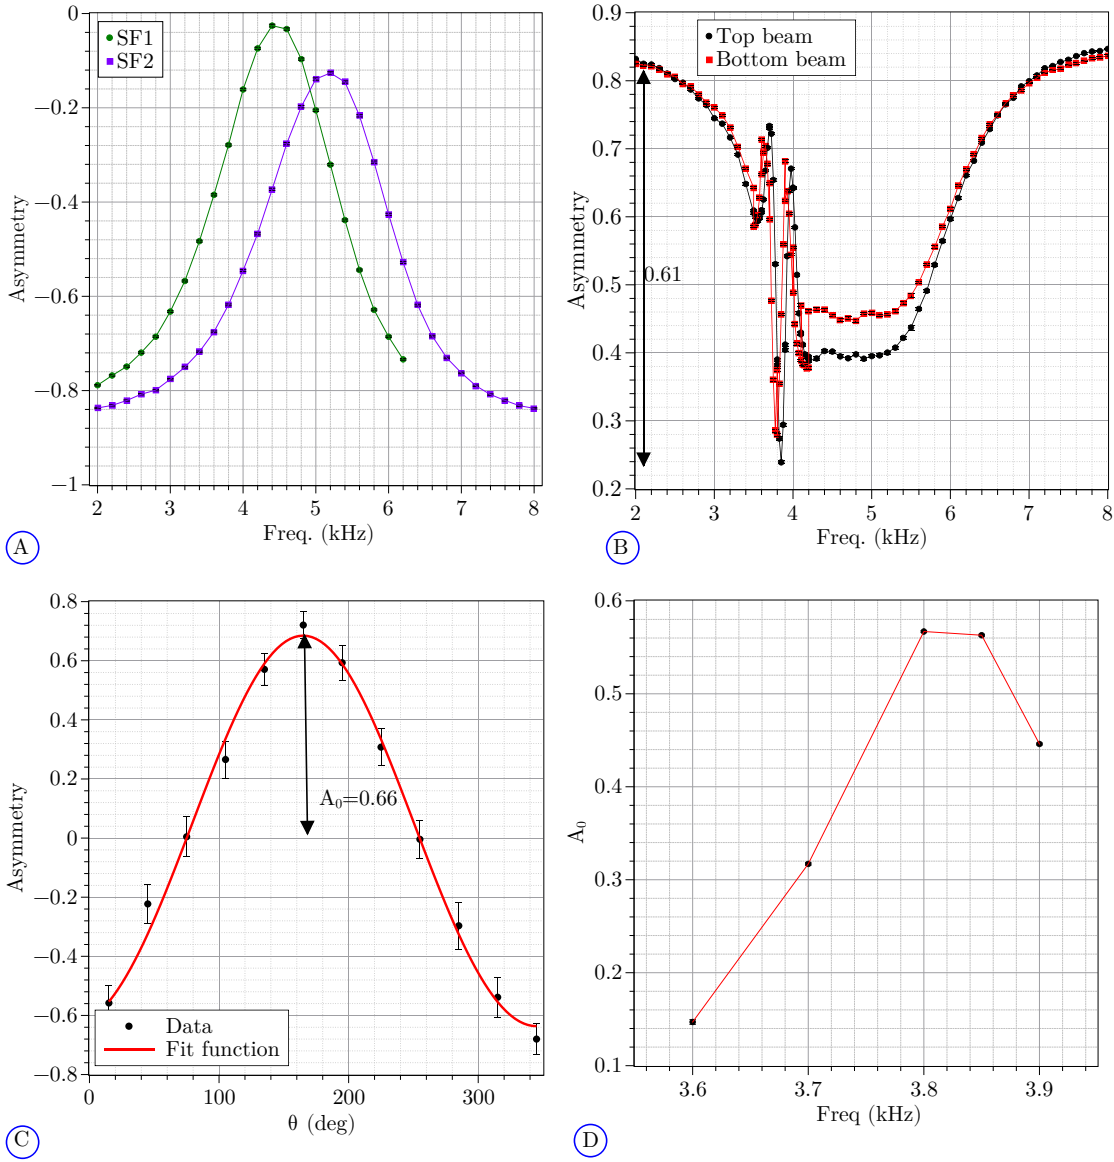 0
−0.2
−0.4
−0.6
−0.8
−1
Asymmetry
SF1
SF2
2
3
4
5
6
7
8
Freq. (kHz)
A
0.9
0.8
0.7
0.6
0.5
0.4
0.3
0.2
Asymmetry
Top beam
Bottom beam
0.61
2
3
4
5
6
7
8
Freq. (kHz)
B
0.8
0.6
0.4
0.2
0
−0.2
−0.4
−0.6
−0.8
Asymmetry
A₀=0.66
Data
Fit function
0
100
200
300
θ (deg)
C
0.6
0.5
0.4
0.3
0.2
0.1
A₀
3.6
3.7
3.8
3.9
Freq (kHz)
D